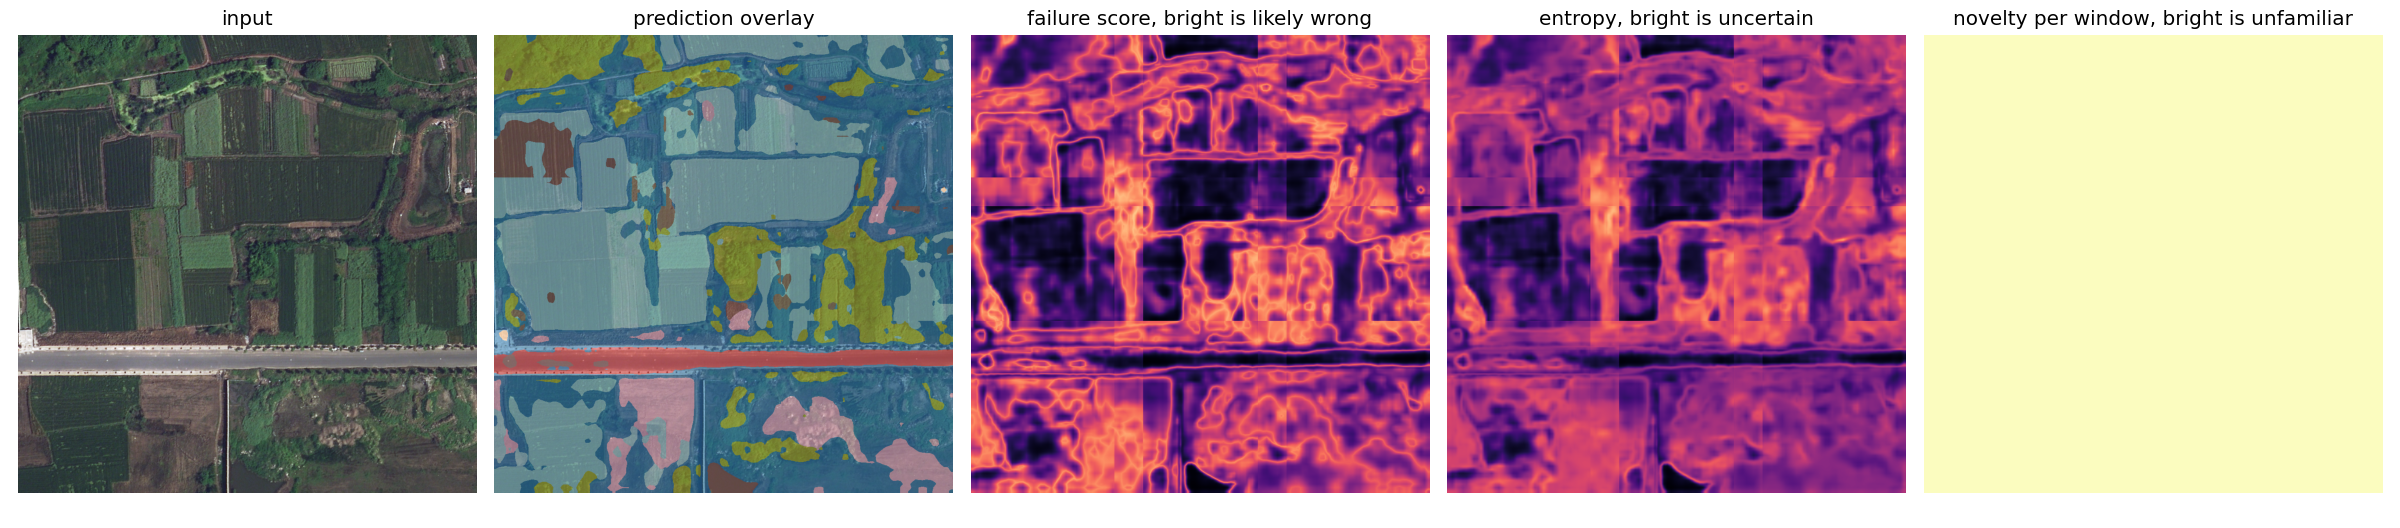 input
prediction overlay
failure score, bright is likely wrong
entropy, bright is uncertain
novelty per window, bright is unfamiliar